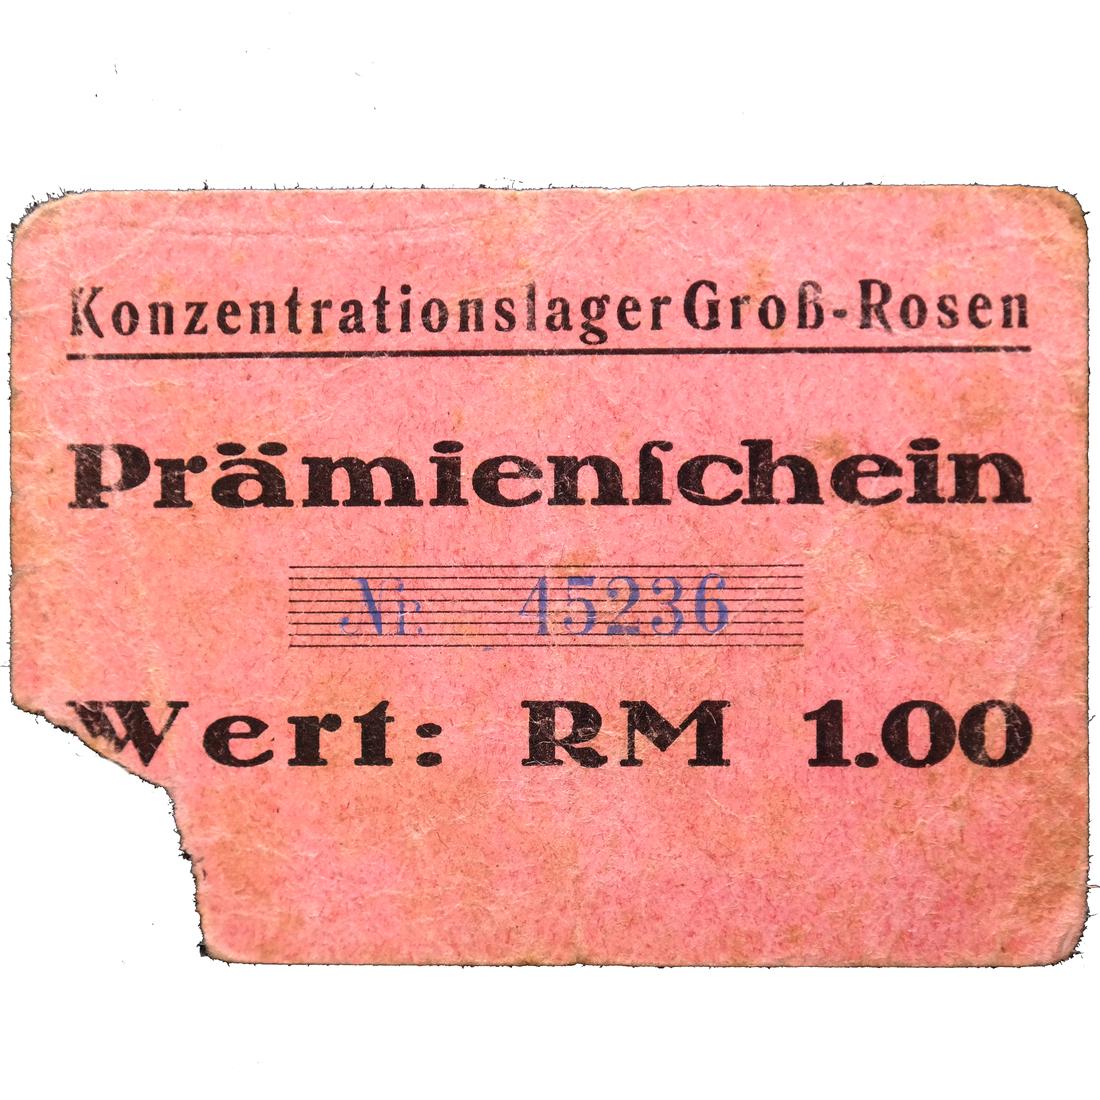 Konzentrationslager Groß-Rosen
Prämienſchein
Nr. 45236
Wert: RM 1.00